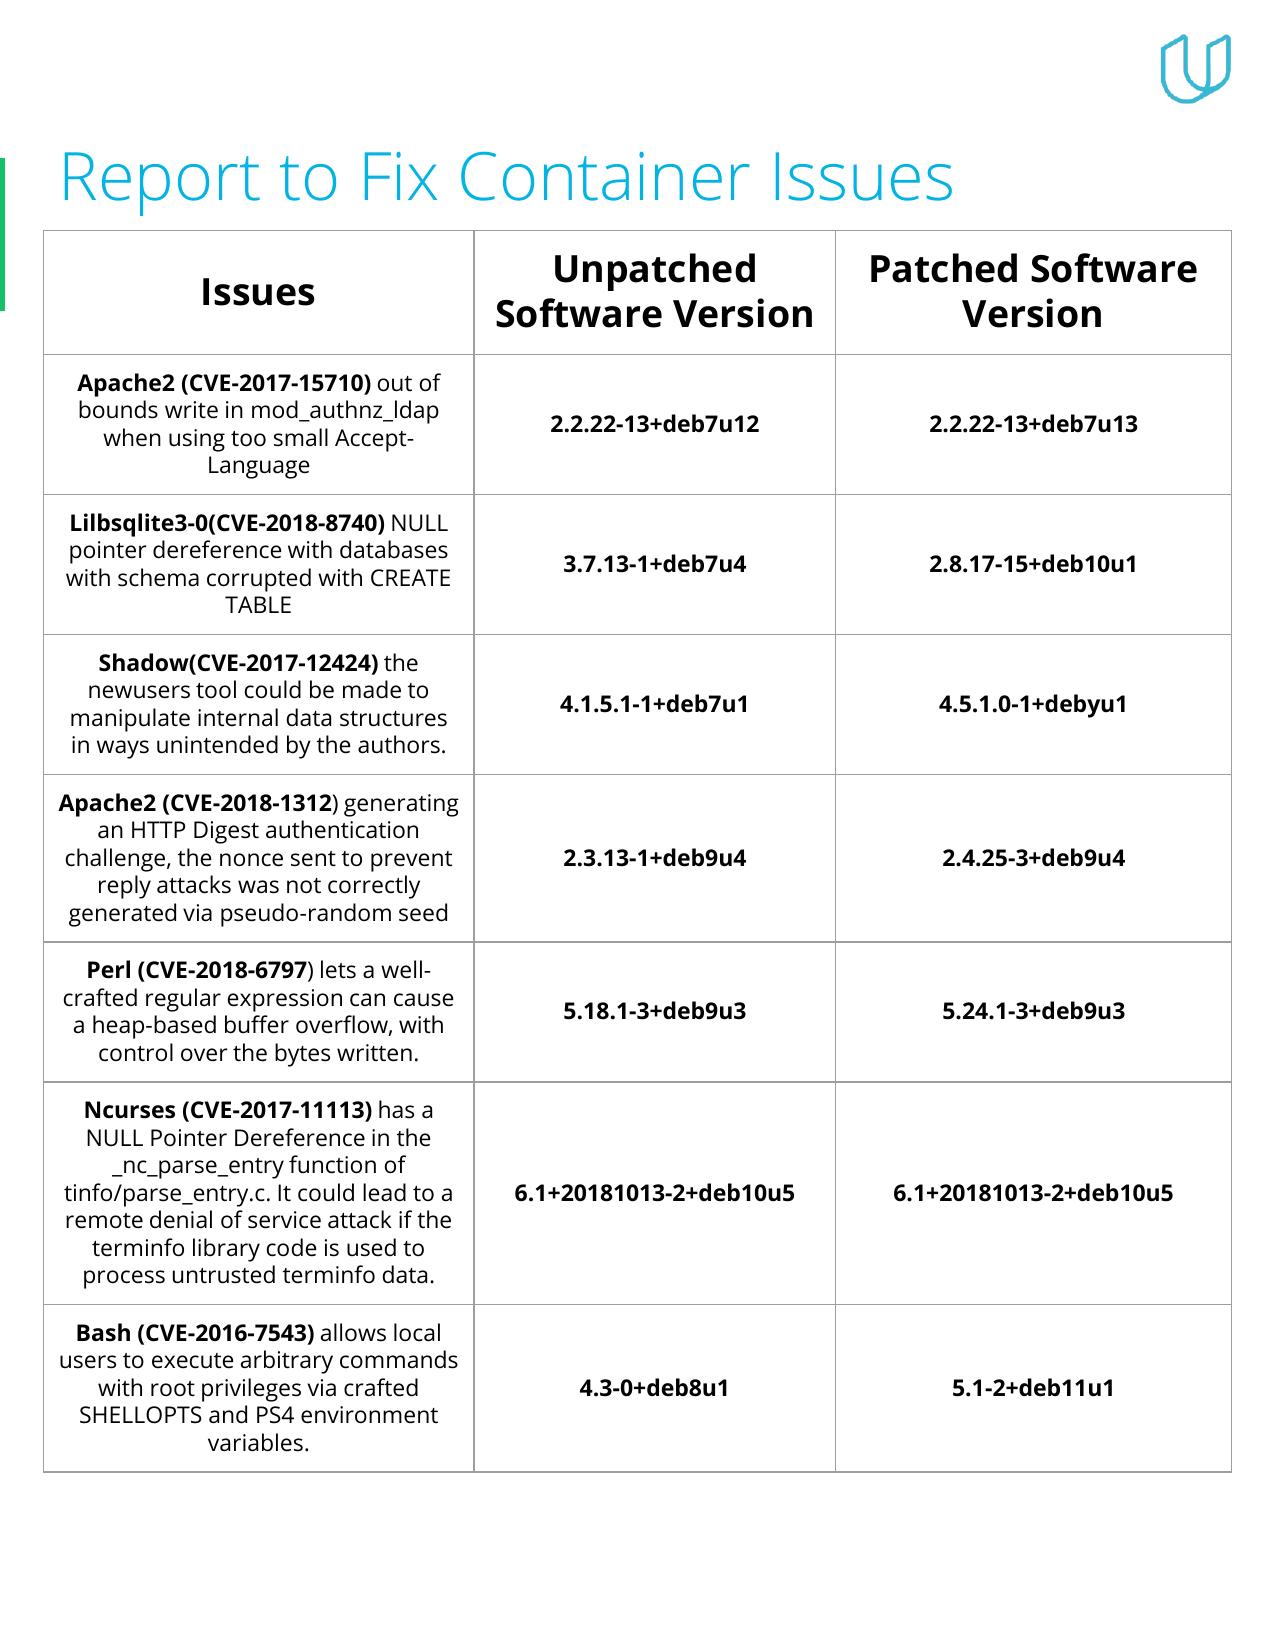 Report to Fix Container Issues
Issues
Unpatched
Software Version
Patched Software
Version
Apache2 (CVE-2017-15710) out of
bounds write in mod_authnz_ldap
when using too small Accept-
Language
2.2.22-13+deb7u12
2.2.22-13+deb7u13
Lilbsqlite3-0(CVE-2018-8740) NULL
pointer dereference with databases
with schema corrupted with CREATE
TABLE
3.7.13-1+deb7u4
2.8.17-15+deb10u1
Shadow(CVE-2017-12424) the
newusers tool could be made to
manipulate internal data structures
in ways unintended by the authors.
4.1.5.1-1+deb7u1
4.5.1.0-1+debyu1
Apache2 (CVE-2018-1312) generating
an HTTP Digest authentication
challenge, the nonce sent to prevent
reply attacks was not correctly
generated via pseudo-random seed
2.3.13-1+deb9u4
2.4.25-3+deb9u4
Perl (CVE-2018-6797) lets a well-
crafted regular expression can cause
a heap-based buffer overflow, with
control over the bytes written.
5.18.1-3+deb9u3
5.24.1-3+deb9u3
Ncurses (CVE-2017-11113) has a
NULL Pointer Dereference in the
_nc_parse_entry function of
tinfo/parse_entry.c. It could lead to a
remote denial of service attack if the
terminfo library code is used to
process untrusted terminfo data.
6.1+20181013-2+deb10u5
6.1+20181013-2+deb10u5
Bash (CVE-2016-7543) allows local
users to execute arbitrary commands
with root privileges via crafted
SHELLOPTS and PS4 environment
variables.
4.3-0+deb8u1
5.1-2+deb11u1